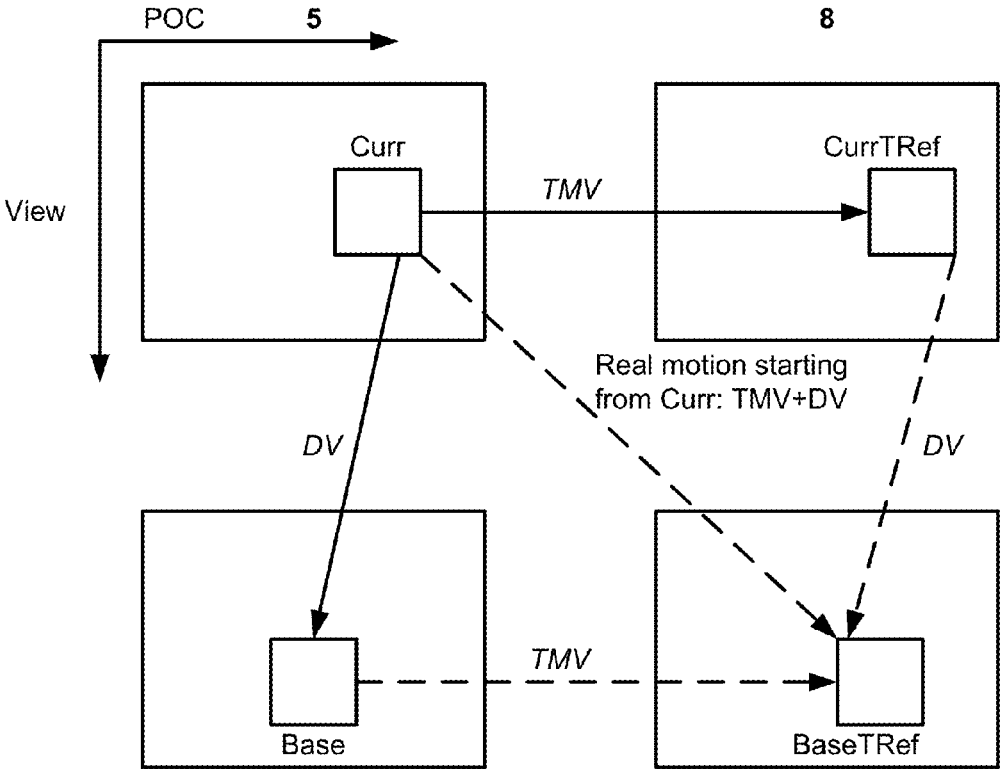 POC 5 8
Curr CurrTRef
TMV
View
Real motion starting
from Curr: TMV+DV
DV DV
TMV
Base BaseTRef